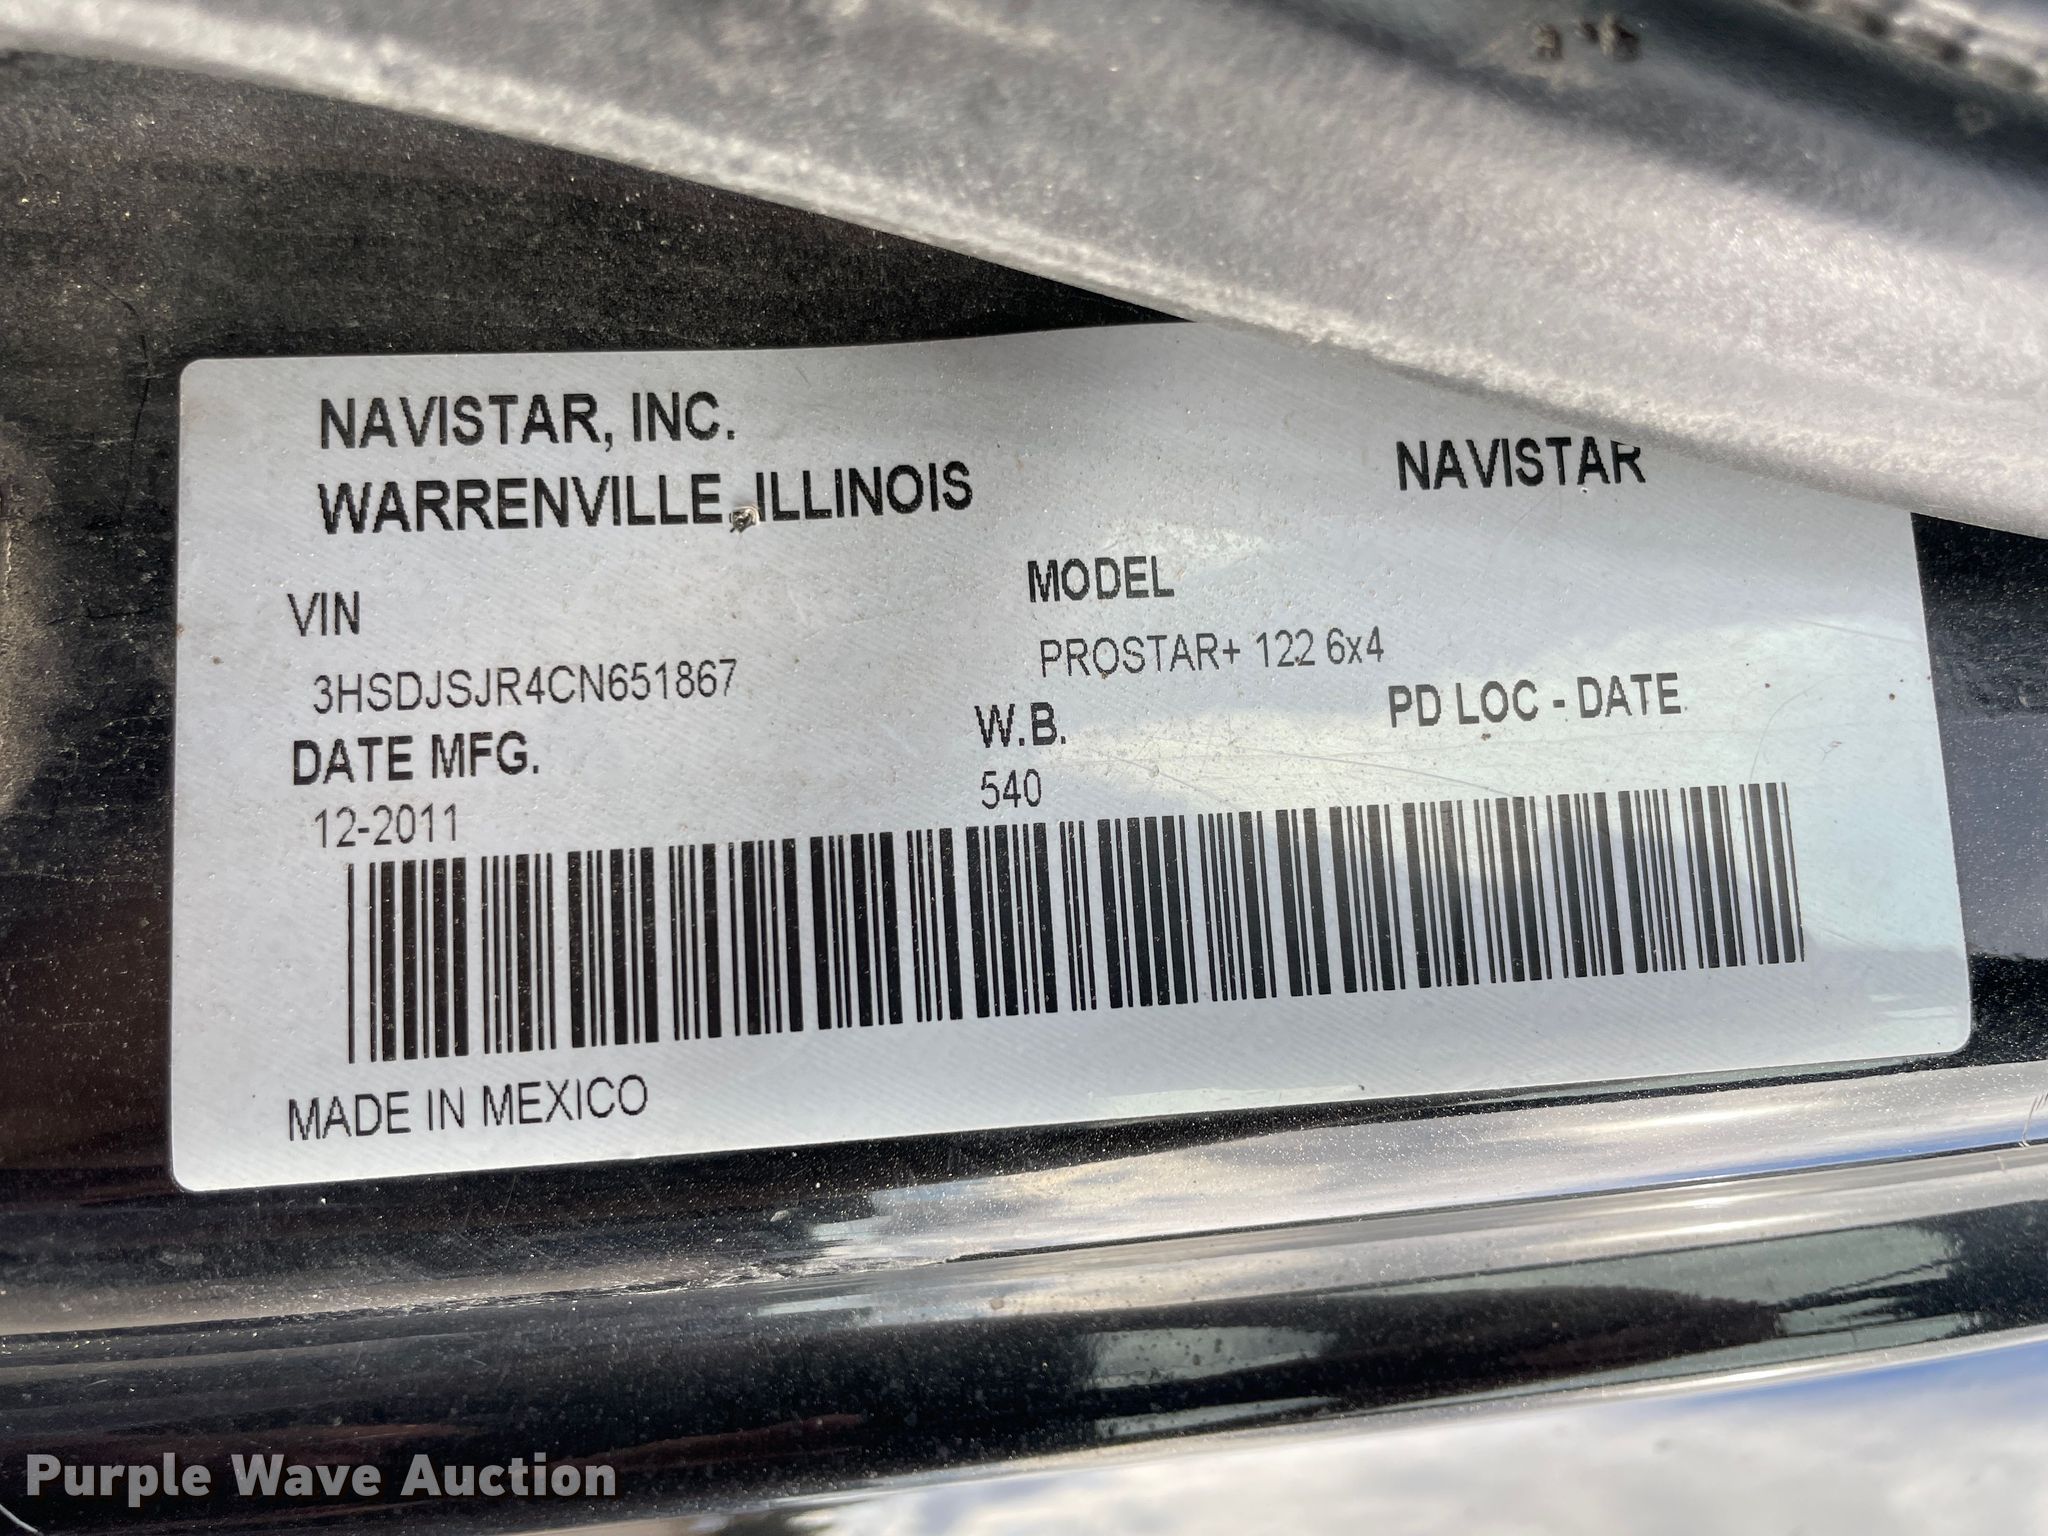 NAVISTAR, INC.
WARRENVILLE, ILLINOIS
NAVISTAR
VIN
3HSDJSJR4CN651867
MODEL
PROSTAR+ 122 6x4
DATE MFG.
12-2011
W.B.
540
PD LOC - DATE
MADE IN MEXICO
Purple Wave Auction